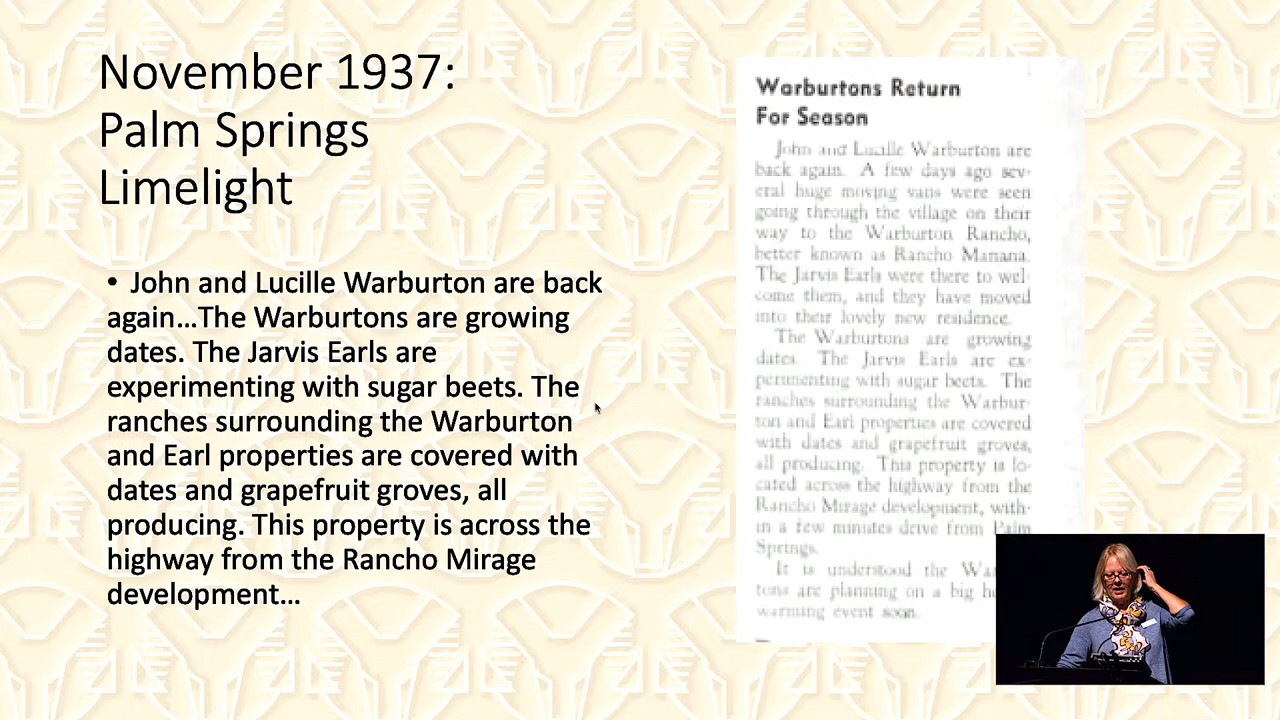 November 1937:
Palm Springs
Limelight
• John and Lucille Warburton are back
again…The Warburtons are growing
dates. The Jarvis Earls are
experimenting with sugar beets. The
ranches surrounding the Warburton
and Earl properties are covered with
dates and grapefruit groves, all
producing. This property is across the
highway from the Rancho Mirage
development…
Warburtons Return
For Season
John and Lucille Warburton are
back again. A few days ago sev-
eral huge moving vans were seen
going through the village on their
way to the Warburton Rancho,
better known as Rancho Manana.
The Jarvis Earls were there to wel-
come them, and they have moved
into their lovely new residence.
The Warburtons are growing
dates. The Jarvis Earls are ex-
perimenting with sugar beets. The
ranches surrounding the Warbur-
ton and Earl properties are covered
with dates and grapefruit groves,
all producing. This property is lo-
cated across the highway from the
Rancho Mirage development, with-
in a few minutes drive from Palm
Springs.
It is understood the
tons are planning on a big
warming event soon.